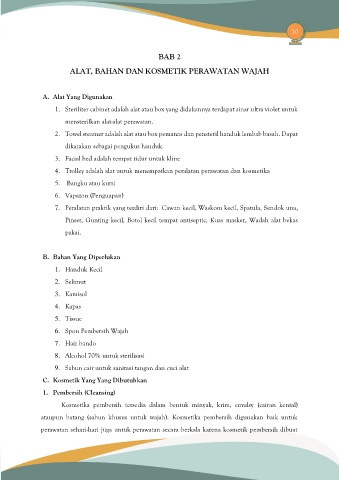 10
BAB 2
ALAT, BAHAN DAN KOSMETIK PERAWATAN WAJAH
A. Alat Yang Digunakan
1. Sterilizer cabinet adalah alat atau box yang didalamnya terdapat sinar ultra violet untuk
mensterilkan alat-alat perawatan.
2. Towel steamer adalah alat atau box pemanas dan pensteril handuk lembab basah. Dapat
dikatakan sebagai pengukus handuk.
3. Facial bed adalah tempat tidur untuk kline
4. Trolley adalah alat untuk menempatkan peralatan perawatan dan kosmetika
5. Bangku atau kursi
6. Vapazon (Penguapan)
7. Peralatan praktik yang terdiri dari: Cawan kecil, Waskom kecil, Spatula, Sendok una,
Pinset, Gunting kecil, Botol kecil tempat antiseptic, Kuas masker, Wadah alat bekas
pakai.
B. Bahan Yang Diperlukan
1. Handuk Kecil
2. Selimut
3. Kamisol
4. Kapas
5. Tissue
6. Spon Pembersih Wajah
7. Hair bando
8. Alcohol 70% untuk sterilisasi
9. Sabun cair untuk sanitasi tangan dan cuci alat
C. Kosmetik Yang Yang Dibutuhkan
1. Pembersih (Cleansing)
Kosmetika pembersih tersedia dalam bentuk minyak, krim, emulsy (cairan kental)
ataupun batang (sabun khusus untuk wajah). Kosmetika pembersih digunakan baik untuk
perawatan sehari-hari juga untuk perawatan secara berkala karena kosmetik pembersih dibuat